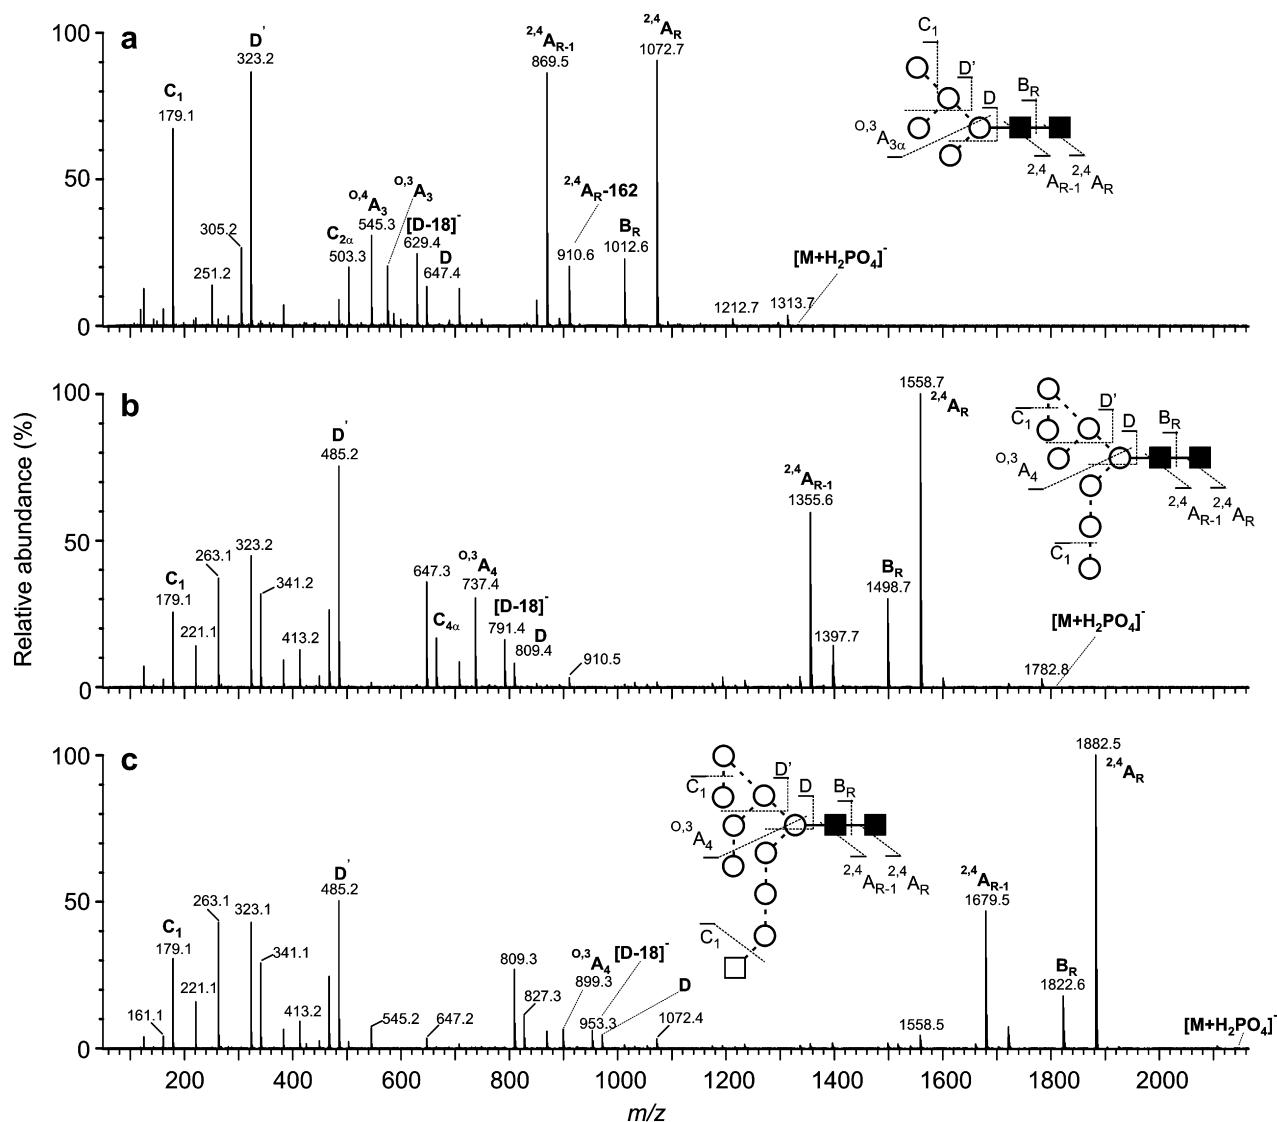 Relative abundance (%)
a
100
50
0
C1
179.1
D'
323.2
305.2
251.2
C2α
503.3
O,4A3
545.3
O,3A3
[D-18]-
629.4
D
647.4
2,4AR-1
869.5
2,4AR-162
910.6
BR
1012.6
2,4AR
1072.7
1212.7
1313.7
[M+H2PO4]-
C1
D'
D
BR
O,3A3α
2,4AR-1
2,4AR
b
100
50
0
C1
179.1
221.1
263.1
323.2
341.2
413.2
D'
485.2
647.3
C4α
O,3A4
737.4
[D-18]-
791.4
D
809.4
910.5
2,4AR-1
1355.6
1397.7
BR
1498.7
1558.7
2,4AR
1782.8
[M+H2PO4]-
C1
D'
D
BR
O,3A4
2,4AR-1
2,4AR
C1
c
100
50
0
161.1
C1
179.1
221.1
263.1
323.1
341.1
413.2
D'
485.2
545.2
647.2
809.3
827.3
O,3A4
899.3
[D-18]-
953.3
D
1072.4
1558.5
2,4AR-1
1679.5
BR
1822.6
1882.5
2,4AR
[M+H2PO4]-
C1
D'
D
BR
O,3A4
2,4AR-1
2,4AR
C1
200 400 600 800 1000 1200 1400 1600 1800 2000
m/z